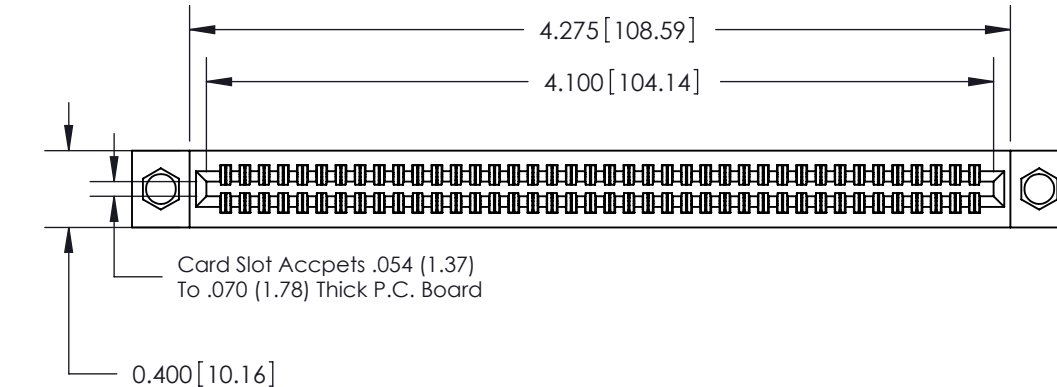 4.275[108.59]
4.100[104.14]
Card Slot Accpets .054 (1.37)
To .070 (1.78) Thick P.C. Board
0.400[10.16]